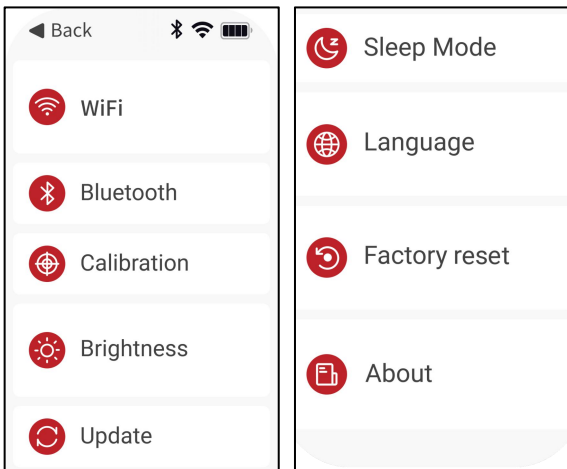 Back
WiFi
Bluetooth
Calibration
Brightness
Update
Sleep Mode
Language
Factory reset
About